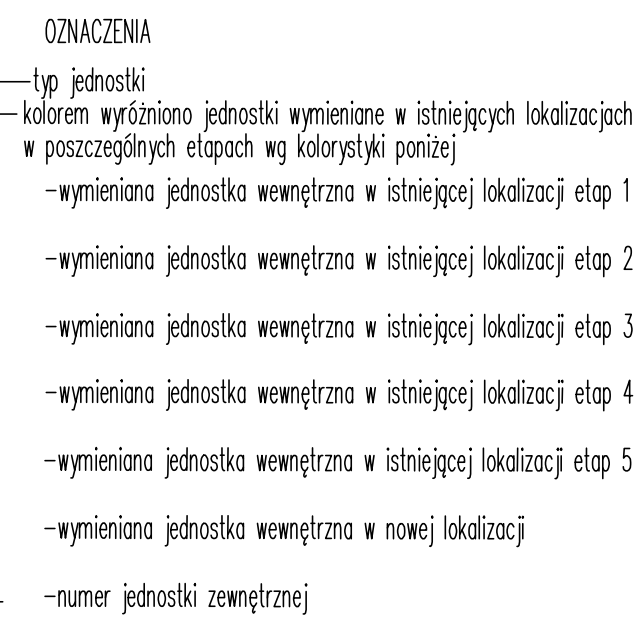 OZNACZENIA
typ jednostki
kolorem wyróżniono jednostki wymieniane w istniejących lokalizacjach
w poszczególnych etapach wg kolorystyki poniżej
-wymieniana jednostka wewnętrzna w istniejącej lokalizacji etap 1
-wymieniana jednostka wewnętrzna w istniejącej lokalizacji etap 2
-wymieniana jednostka wewnętrzna w istniejącej lokalizacji etap 3
-wymieniana jednostka wewnętrzna w istniejącej lokalizacji etap 4
-wymieniana jednostka wewnętrzna w istniejącej lokalizacji etap 5
-wymieniana jednostka wewnętrzna w nowej lokalizacji
-numer jednostki zewnętrznej